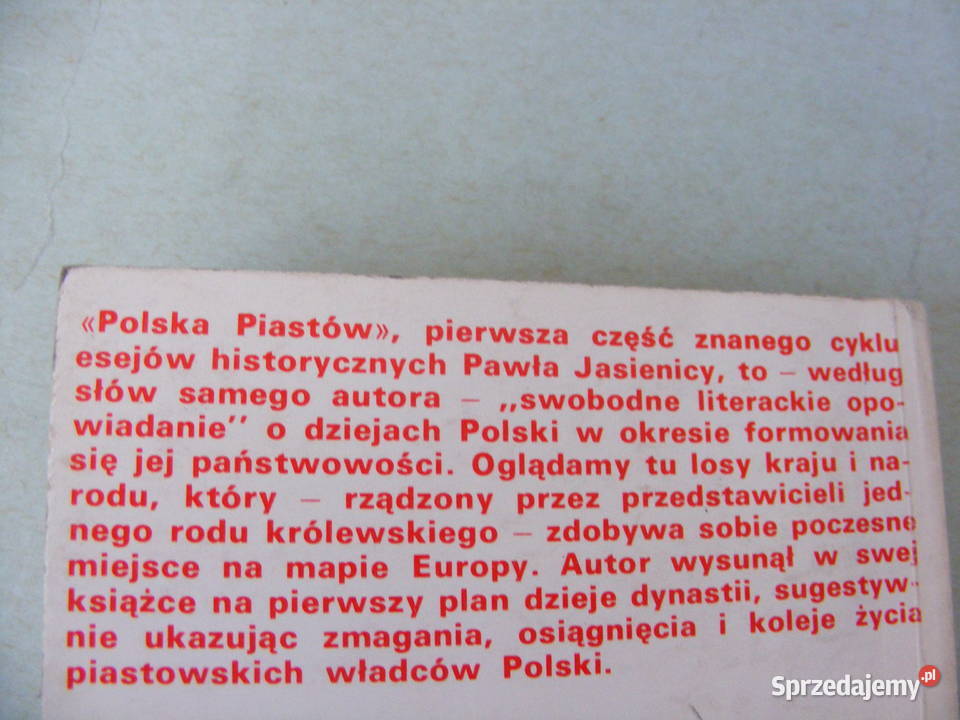 «Polska Piastów», pierwsza część znanego cyklu
esejów historycznych Pawła Jasienicy, to – według
słów samego autora – „swobodne literackie opo-
wiadanie” o dziejach Polski w okresie formowania
się jej państwowości. Oglądamy tu losy kraju i na-
rodu, który – rządzony przez przedstawicieli jed-
nego rodu królewskiego – zdobywa sobie poczesne
miejsce na mapie Europy. Autor wysunął w swej
książce na pierwszy plan dzieje dynastii, sugestyw-
nie ukazując zmagania, osiągnięcia i koleje życia
piastowskich władców Polski.
Sprzedajemy.pl